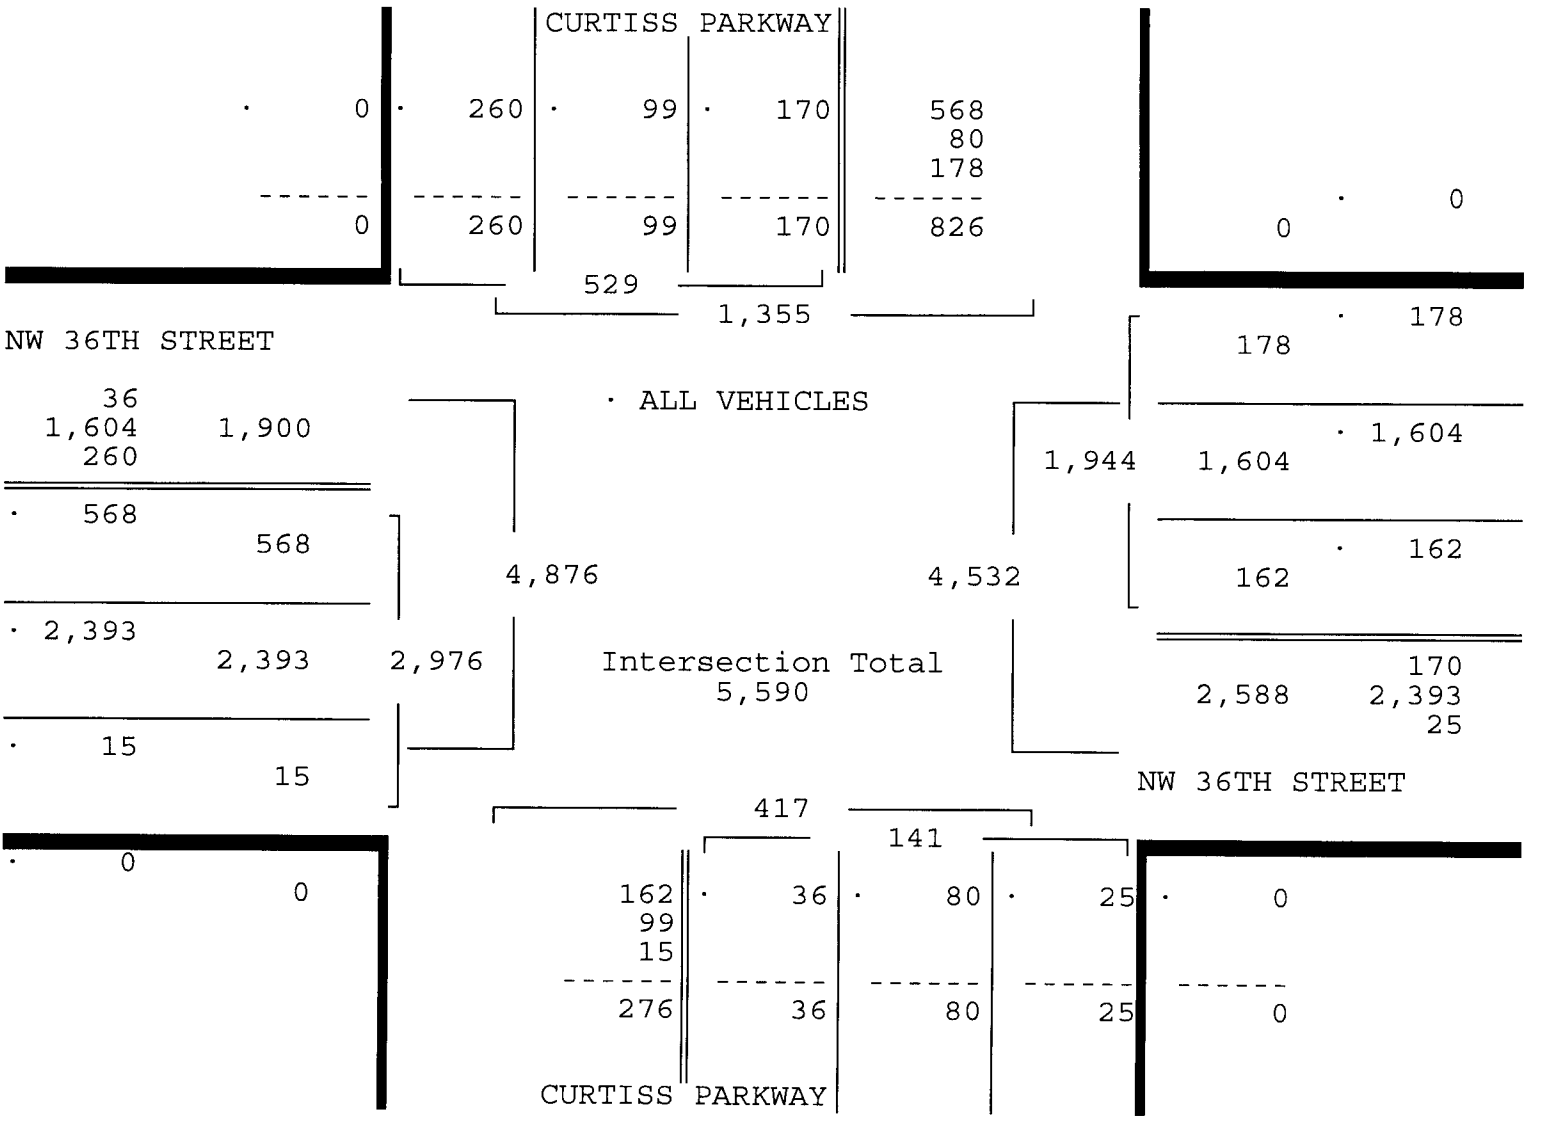 CURTISS PARKWAY
· 0 · 260 · 99 · 170 568
80
178
------ ------ ------ ------ ------
0 260 99 170 826
· 0
0
529
1,355
· 178
178
NW 36TH STREET
36
1,604 1,900
260
· ALL VEHICLES
· 1,604
1,944 1,604
· 568
568
· 162
162
4,876 4,532
· 2,393
2,393 2,976
Intersection Total
5,590
170
2,588 2,393
25
· 15
15
NW 36TH STREET
417
141
· 0
0
162 · 36 · 80 · 25 · 0
99
15
------ ------ ------ ------ ------
276 36 80 25 0
CURTISS PARKWAY